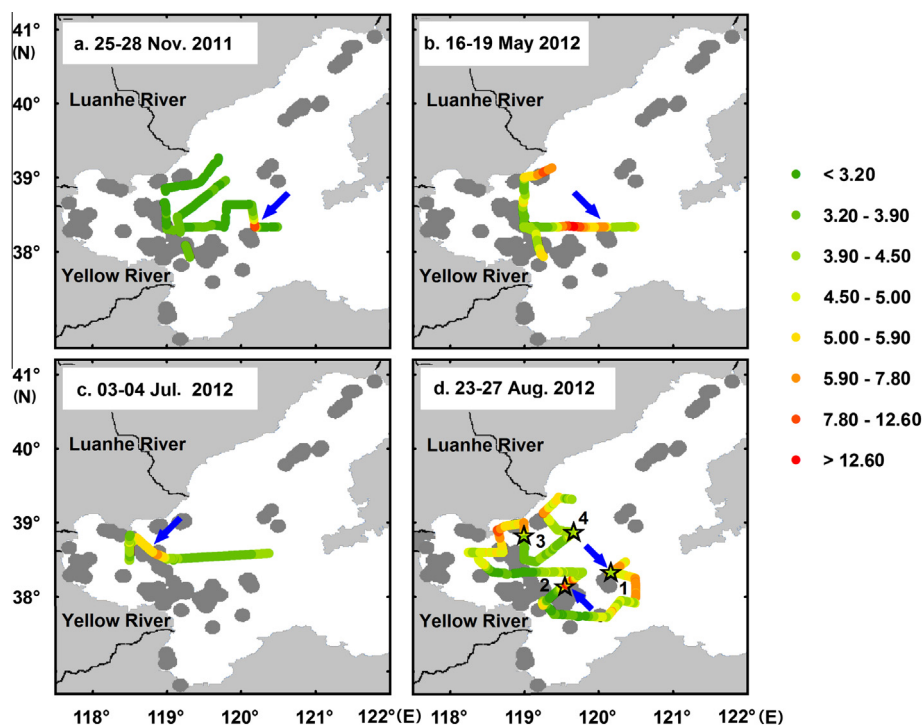 41°
(N)
a. 25-28 Nov. 2011
b. 16-19 May 2012
40°
Luanhe River
Luanhe River
39°
38°
Yellow River
Yellow River
< 3.20
3.20 - 3.90
3.90 - 4.50
4.50 - 5.00
5.00 - 5.90
5.90 - 7.80
7.80 - 12.60
> 12.60
41°
(N)
c. 03-04 Jul. 2012
d. 23-27 Aug. 2012
40°
Luanhe River
Luanhe River
39°
4
3
38°
2
1
Yellow River
Yellow River
118° 119° 120° 121° 122°(E)
118° 119° 120° 121° 122°(E)